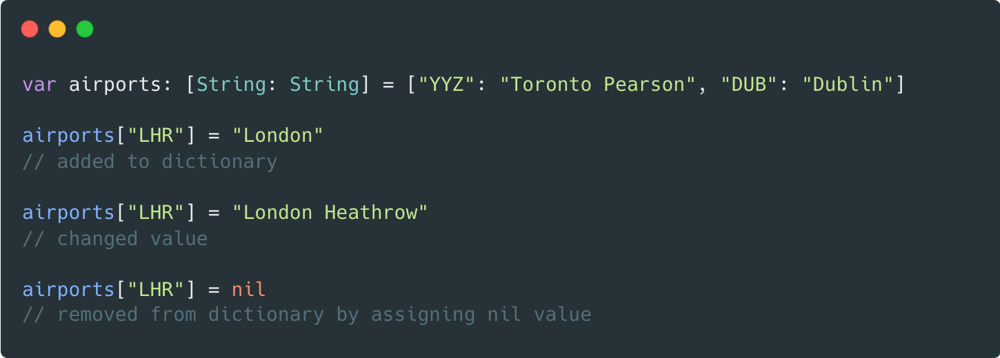 var airports: [String: String] = ["YYZ": "Toronto Pearson", "DUB": "Dublin"]
airports["LHR"] = "London"
// added to dictionary
airports["LHR"] = "London Heathrow"
// changed value
airports["LHR"] = nil
// removed from dictionary by assigning nil value